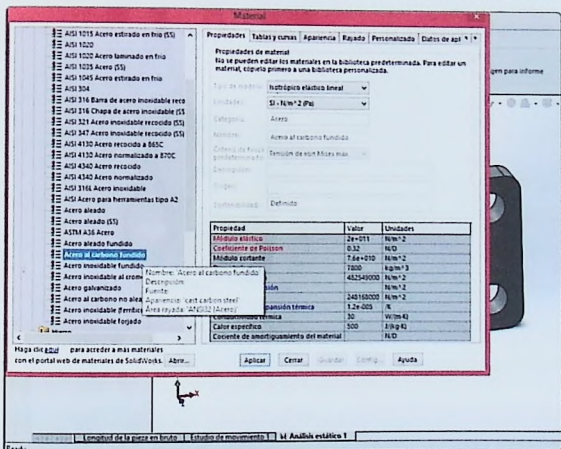 Material
AISI 1015 Acero estirado en frío (SS)
AISI 1020
AISI 1020 Acero laminado en frío
AISI 1035 Acero (SS)
AISI 1045 Acero estirado en frío
AISI 304
AISI 316 Barra de acero inoxidable reco
AISI 316 Chapa de acero inoxidable (SS
AISI 321 Acero inoxidable recocido (SS)
AISI 347 Acero inoxidable recocido (SS)
AISI 4130 Acero recocido a 865C
AISI 4130 Acero normalizado a 870C
AISI 4340 Acero recocido
AISI 4340 Acero normalizado
AISI 316L Acero inoxidable
AISI Acero para herramientas tipo A2
Acero aleado
Acero aleado (SS)
ASTM A36 Acero
Acero aleado fundido
Acero al carbono fundido
Acero inoxidable fundido
Acero inoxidable al crom
Acero galvanizado
Acero al carbono no alea
Acero inoxidable (ferrítico
Acero inoxidable forjado
Nombre: Acero al carbono fundido
Descripción:
Fuente:
Apariencia: "cast carbon steel"
Área rayada: "ANSI32 (Acero)
Haga clic aquí para acceder a más materiales
con el portal web de materiales de SolidWorks.
Abrir...
Propiedades Tablas y curvas Apariencia Rayado Personalizado Datos de apl
Propiedades de material
No se pueden editar los materiales en la biblioteca predeterminada. Para editar un
material, cópielo primero a una biblioteca personalizada.
Tipo de modelo: Isotrópico elástico lineal
Unidades: SI - N/m^2 (Pa)
Categoría: Acero
Nombre: Acero al carbono fundido
Criterio de fallos
predeterminado: Tensión de von Mises máx
Descripción:
Origen:
Sostenibilidad: Definido
Propiedad Valor Unidades
Módulo elástico 2e+011 N/m^2
Coeficiente de Poisson 0.32 N/D
Módulo cortante 7.6e+010 N/m^2
7800 kg/m^3
482549000 N/m^2
sión N/m^2
248168000 N/m^2
pansión térmica 1.2e-005 /K
Conductividad térmica 30 W/(m·K)
Calor específico 500 J/(kg·K)
Cociente de amortiguamiento del material N/D
Aplicar Cerrar Guardar Config... Ayuda
gen para informe
Longitud de la pieza en bruto Estudio de movimiento 1 Análisis estático 1